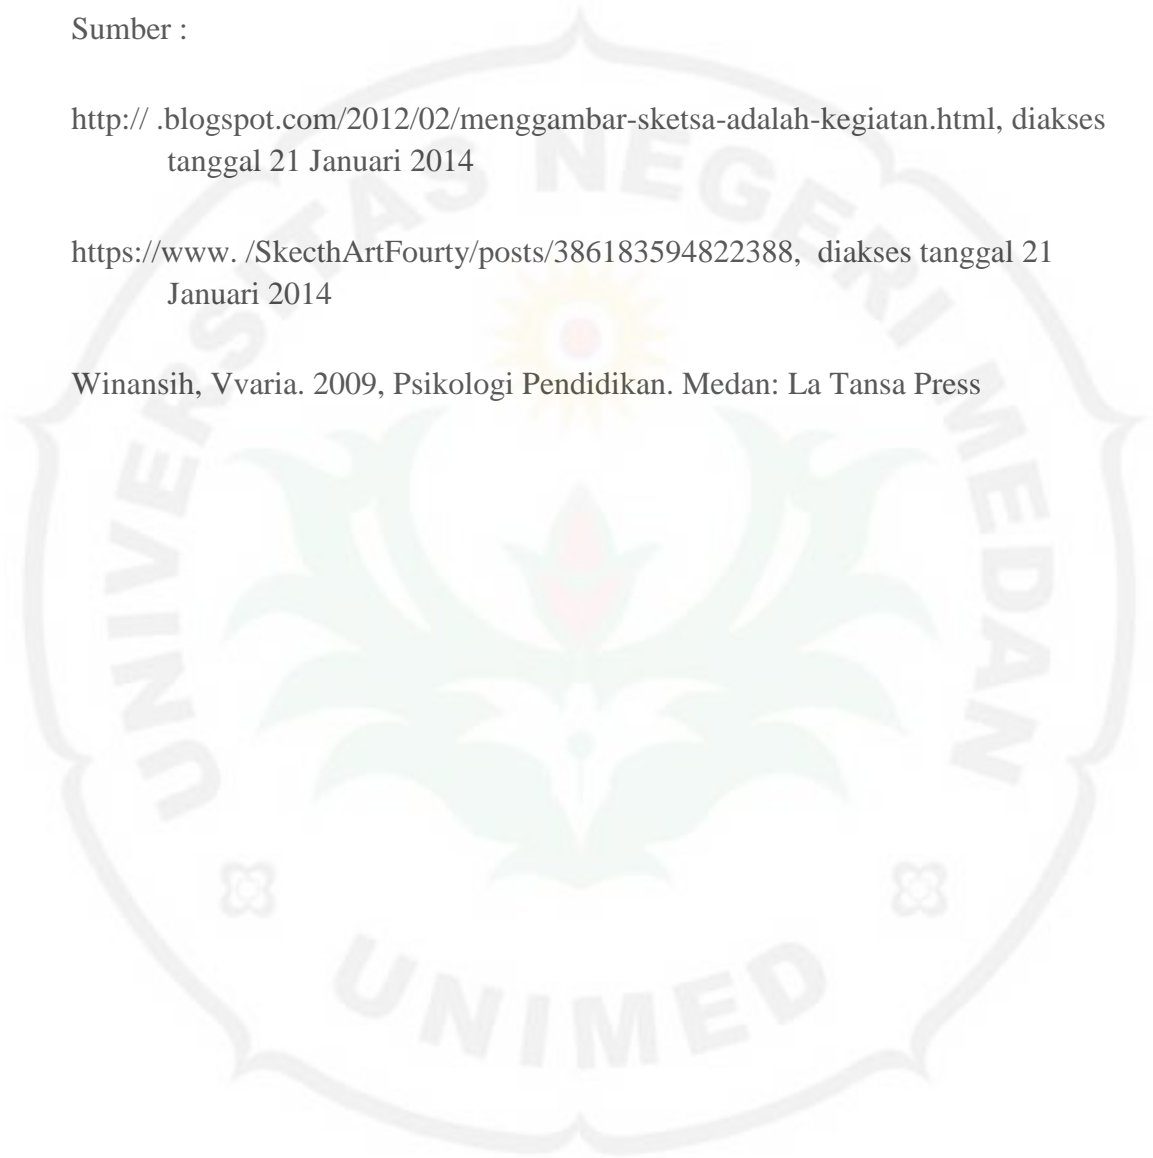 Sumber :
http:// .blogspot.com/2012/02/menggambar-sketsa-adalah-kegiatan.html, diakses
tanggal 21 Januari 2014
https://www. /SkecthArtFourty/posts/386183594822388, diakses tanggal 21
Januari 2014
Winansih, Vvaria. 2009, Psikologi Pendidikan. Medan: La Tansa Press
UNIVERSITAS NEGERI MEDAN
UNIMED